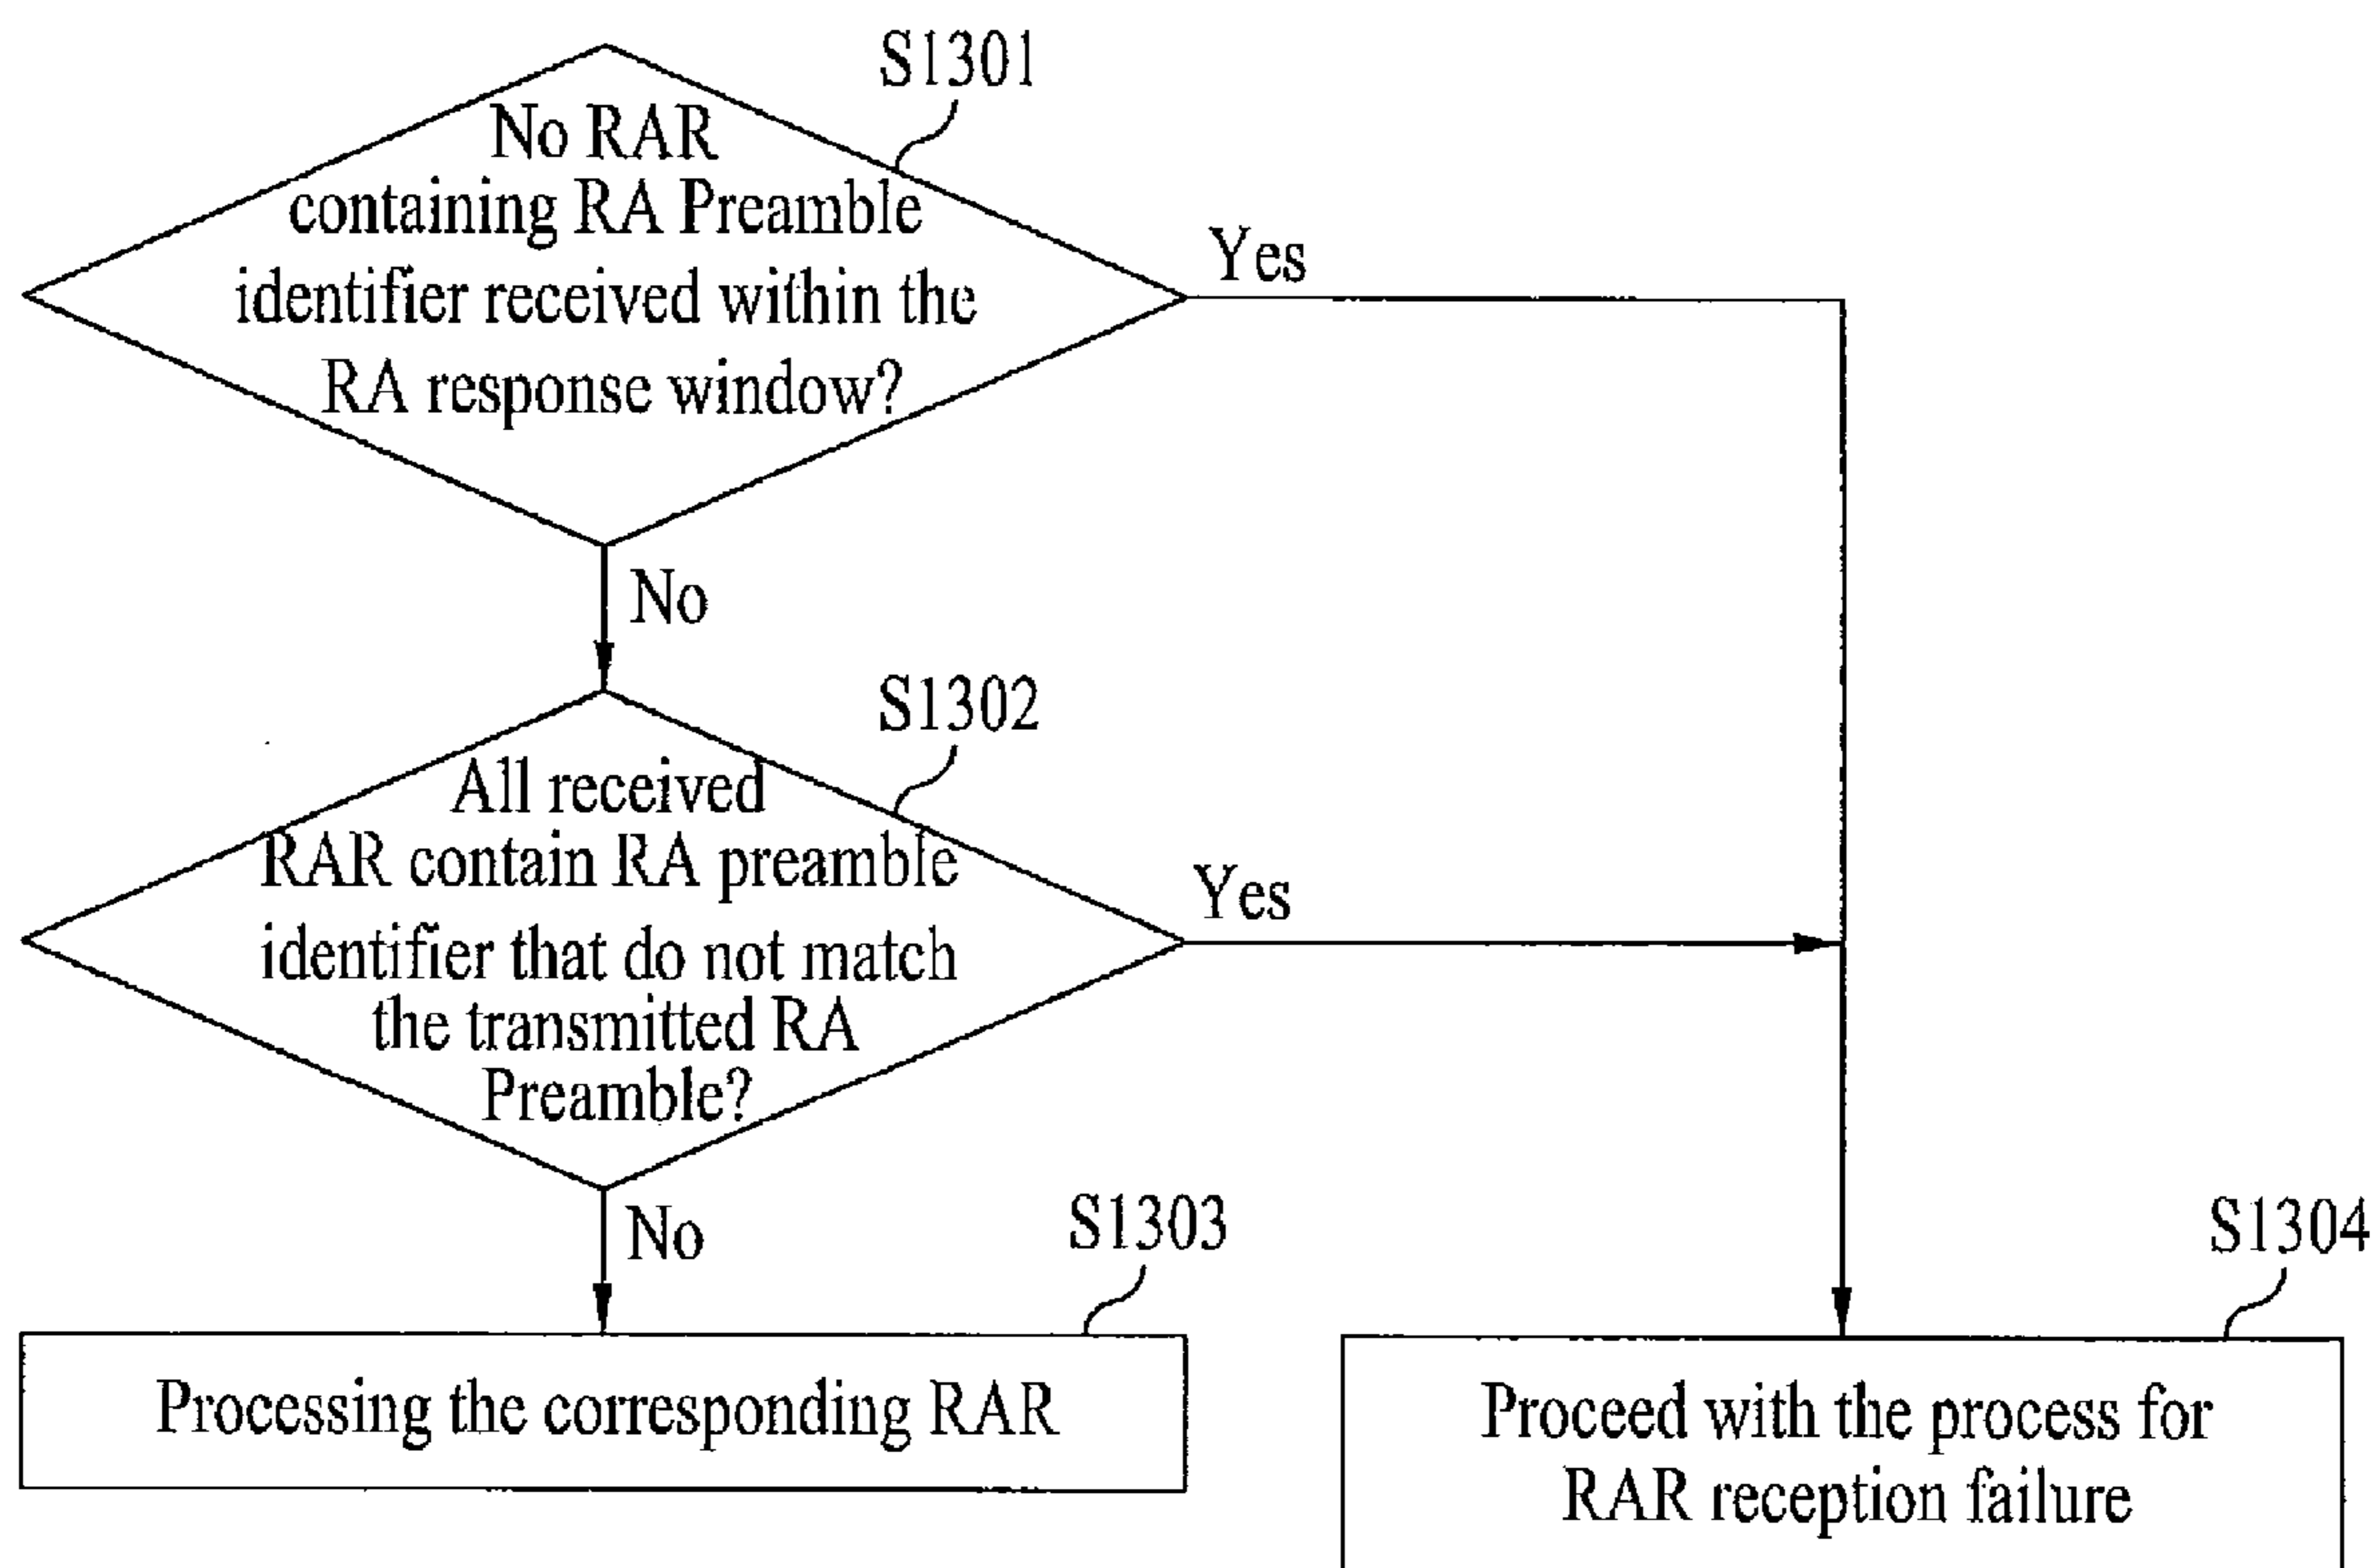 S1301
No RAR
containing RA Preamble
identifier received within the
RA response window?
Yes
No
S1302
All received
RAR contain RA preamble
identifier that do not match
the transmitted RA
Preamble?
Yes
No
S1303
Processing the corresponding RAR
S1304
Proceed with the process for
RAR reception failure